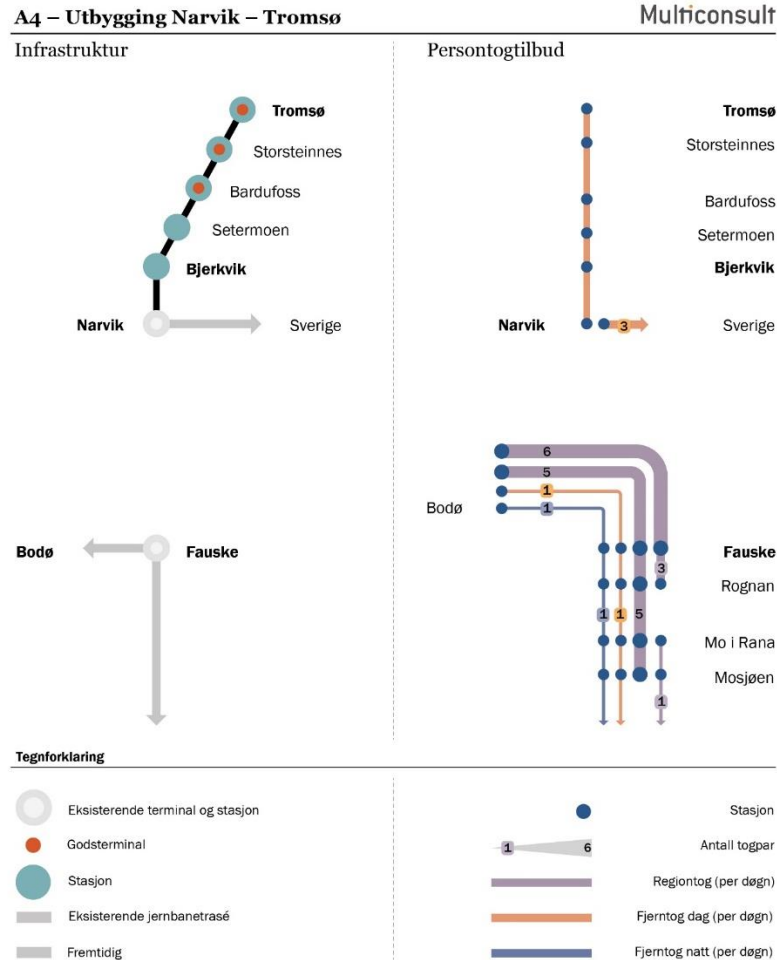 A4 – Utbygging Narvik – Tromsø
Multiconsult
Infrastruktur
Tromsø
Storsteinnes
Bardufoss
Setermoen
Bjerkvik
Narvik
Sverige
Bodø
Fauske
Persontogtilbud
Tromsø
Storsteinnes
Bardufoss
Setermoen
Bjerkvik
Narvik
3
Sverige
6
5
1
1
Bodø
Fauske
3
Rognan
1 1 5
Mo i Rana
Mosjøen
1
Tegnforklaring
Eksisterende terminal og stasjon
Godsterminal
Stasjon
Eksisterende jernbanetrasé
Fremtidig
Stasjon
1 6 Antall togpar
Regiontog (per døgn)
Fjerntog dag (per døgn)
Fjerntog natt (per døgn)